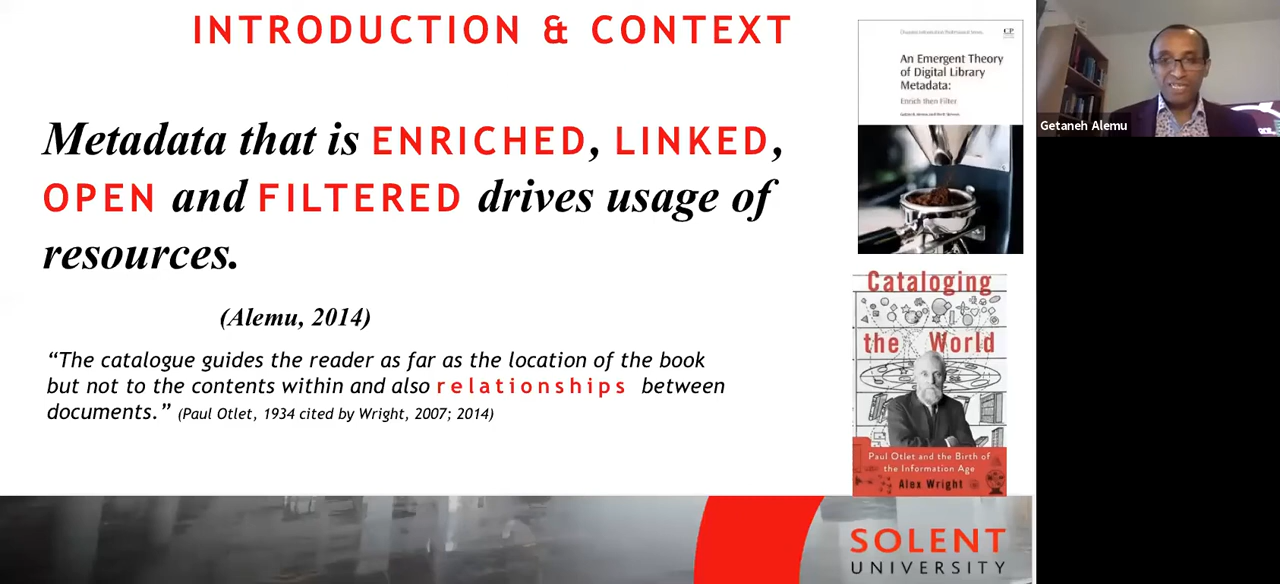 INTRODUCTION & CONTEXT
Metadata that is ENRICHED, LINKED,
OPEN and FILTERED drives usage of
resources.
(Alemu, 2014)
“The catalogue guides the reader as far as the location of the book
but not to the contents within and also relationships between
documents.” (Paul Otlet, 1934 cited by Wright, 2007; 2014)
CP
An Emergent Theory
of Digital Library
Metadata:
Enrich then Filter
Cataloging
the World
Paul Otlet and the Birth of
the Information Age
Alex Wright
SOLENT
UNIVERSITY
Getaneh Alemu